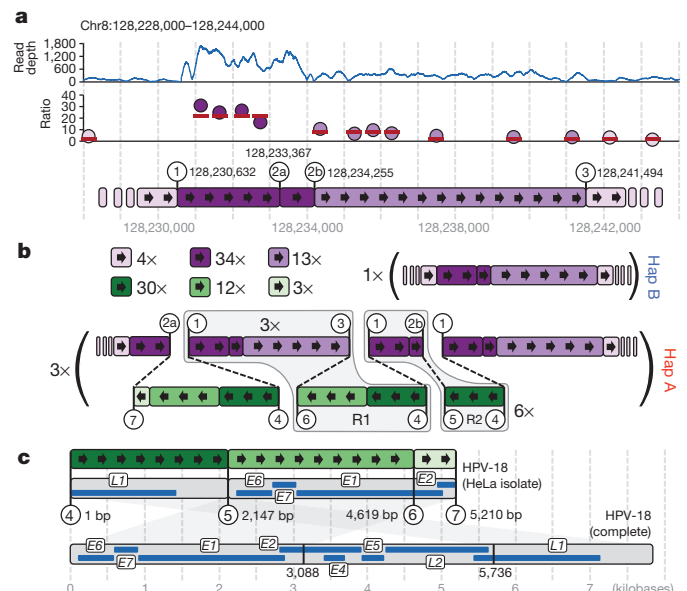 a
Chr8:128,228,000–128,244,000
Read depth
1,800
1,200
600
0
Ratio
40
30
20
10
0
128,233,367
1 128,230,632 2a 2b 128,234,255 3 128,241,494
128,230,000 128,234,000 128,238,000 128,242,000
b
4× 34× 13×
30× 12× 3×
1× Hap B
3× 2a 1 3× 3 1 2b 1 Hap A
7 4 6 R1 4 5 R2 4 6×
c
L1 E6 E7 E1 E2
HPV-18
(HeLa isolate)
4 1 bp 5 2,147 bp 4,619 bp 6 7 5,210 bp
HPV-18
(complete)
E6 E7 E1 E2 E4 E5 L2 L1
3,088 5,736
0 1 2 3 4 5 6 7 (kilobases)